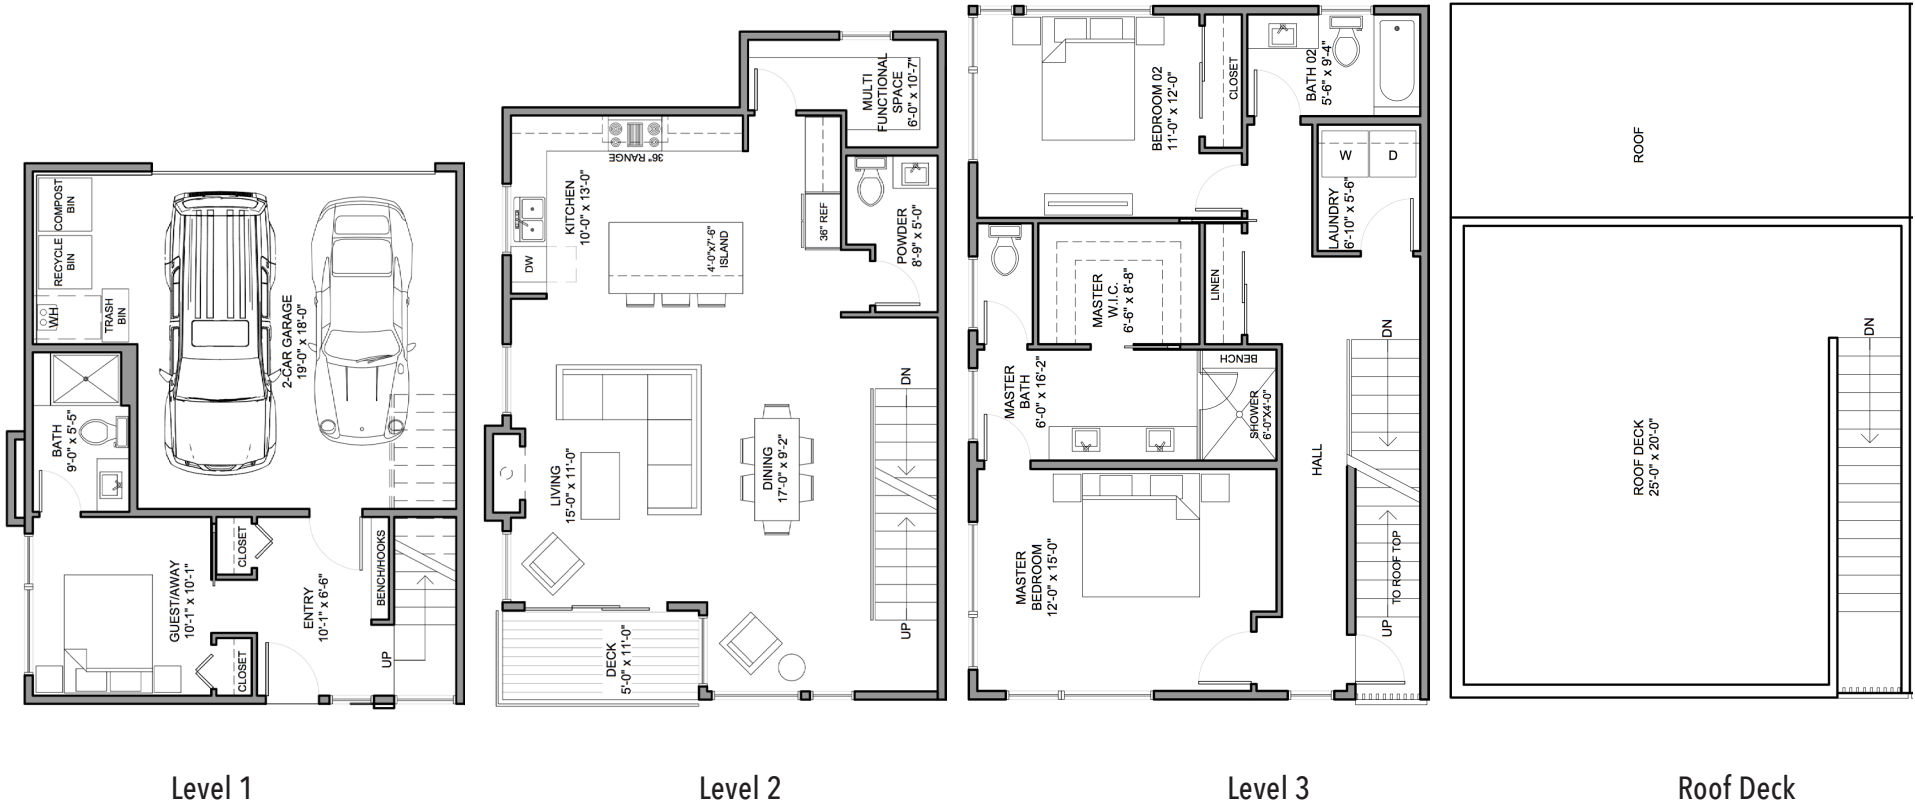 COMPOST
BIN
RECYCLE
BIN
WH
TRASH
BIN
2-CAR GARAGE
19'-0" x 18'-0"
BATH
9'-0" x 5'-5"
GUEST/AWAY
10'-1" x 10'-1"
CLOSET
CLOSET
ENTRY
10'-1" x 6'-6"
BENCH/HOOKS
UP
Level 1
MULTI
FUNCTIONAL
SPACE
6'-0" x 10'-7"
36" RANGE
KITCHEN
10'-0" x 13'-0"
DW
4'-0"x7'-6"
ISLAND
36" REF
POWDER
8'-9" x 5'-0"
LIVING
15'-0" x 11'-0"
DINING
17'-0" x 9'-2"
DN
UP
DECK
5'-0" x 11'-0"
Level 2
BEDROOM 02
11'-0" x 12'-0"
CLOSET
BATH 02
5'-6" x 9'-4"
W
D
LAUNDRY
6'-10" x 5'-6"
LINEN
MASTER
W.I.C.
6'-6" x 8'-8"
MASTER
BATH
6'-0" x 16'-2"
BENCH
SHOWER
6'-0"X4'-0"
HALL
DN
MASTER
BEDROOM
12'-0" x 15'-0"
TO ROOF TOP
UP
Level 3
ROOF
ROOF DECK
25'-0" x 20'-0"
DN
Roof Deck